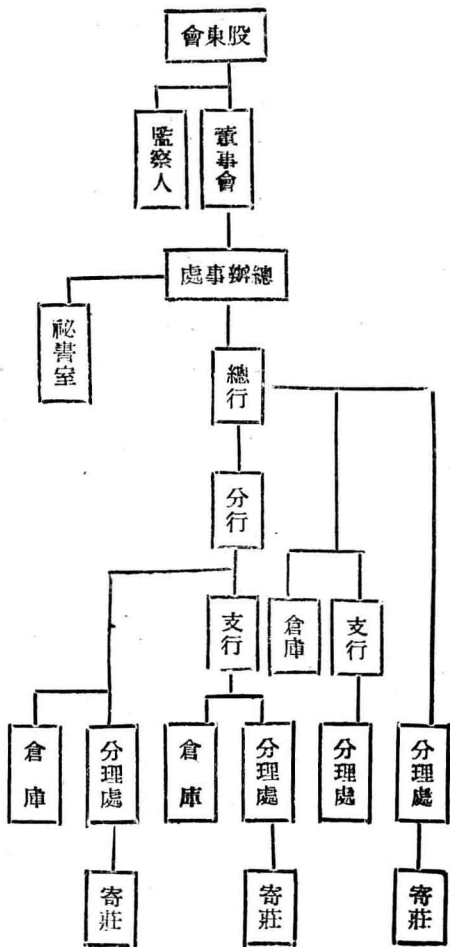 股東會
董事會
監察人
總辦事處
祕書室
總行
分行
支行
倉庫
支行
分理處
分理處
分理處
倉庫
分理處
倉庫
寄莊
寄莊
寄莊